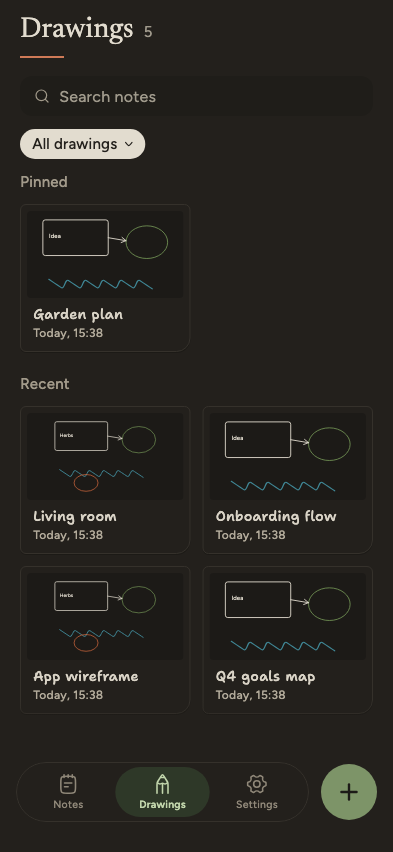 Drawings 5
Search notes
All drawings
Pinned
Idea
Garden plan
Today, 15:38
Recent
Herbs
Living room
Today, 15:38
Idea
Onboarding flow
Today, 15:38
Herbs
App wireframe
Today, 15:38
Idea
Q4 goals map
Today, 15:38
Notes
Drawings
Settings